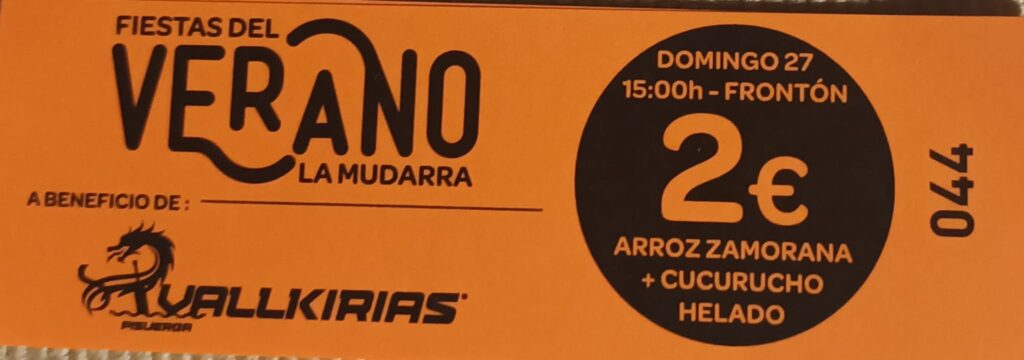 FIESTAS DEL
VERANO
LA MUDARRA
A BENEFICIO DE:
VALLKIRIAS
PISUERGA
DOMINGO 27
15:00h - FRONTÓN
2€
ARROZ ZAMORANA
+ CUCURUCHO
HELADO
044